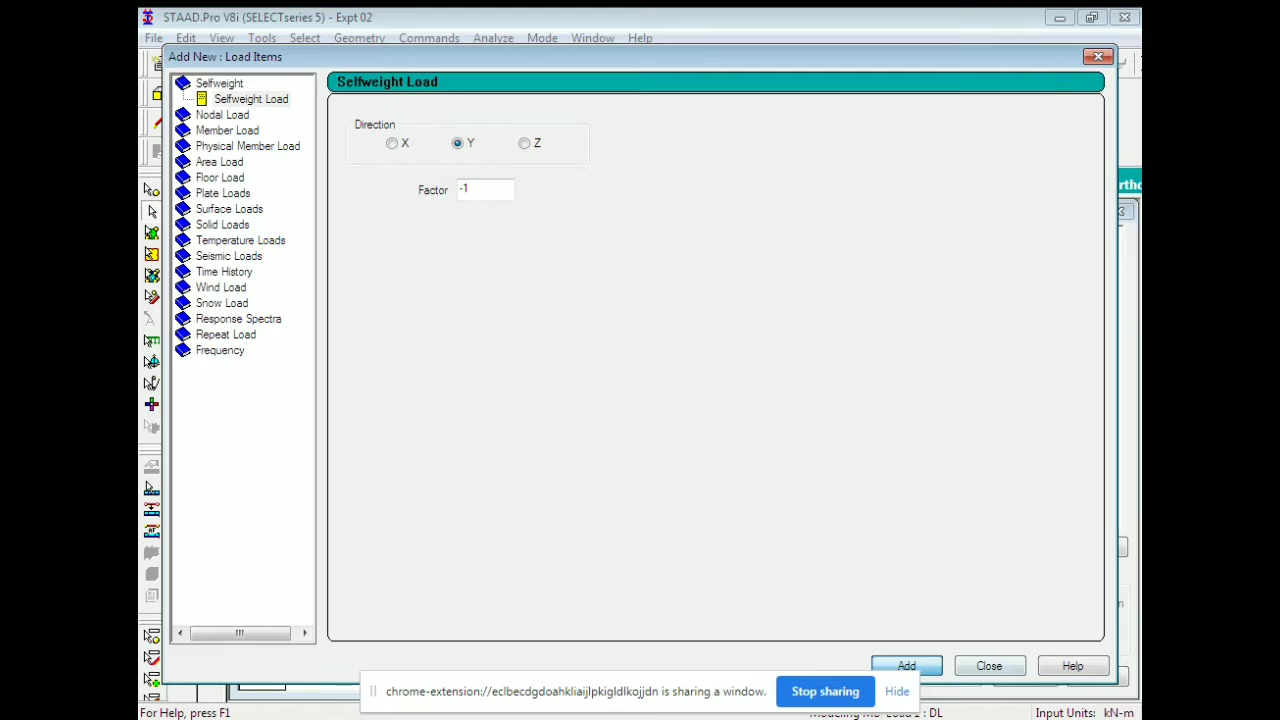 STAAD.Pro V8i (SELECTseries 5) - Expt 02
File Edit View Tools Select Geometry Commands Analyze Mode Window Help
Add New : Load Items
Selfweight
Selfweight Load
Nodal Load
Member Load
Physical Member Load
Area Load
Floor Load
Plate Loads
Surface Loads
Solid Loads
Temperature Loads
Seismic Loads
Time History
Wind Load
Snow Load
Response Spectra
Repeat Load
Frequency
Selfweight Load
Direction
X Y Z
Factor -1
Add Close Help
chrome-extension://eclbecdgdoahkliaijlpkigldlkojjdn is sharing a window. Stop sharing Hide
For Help, press F1
Load 1 : DL
Input Units: kN-m